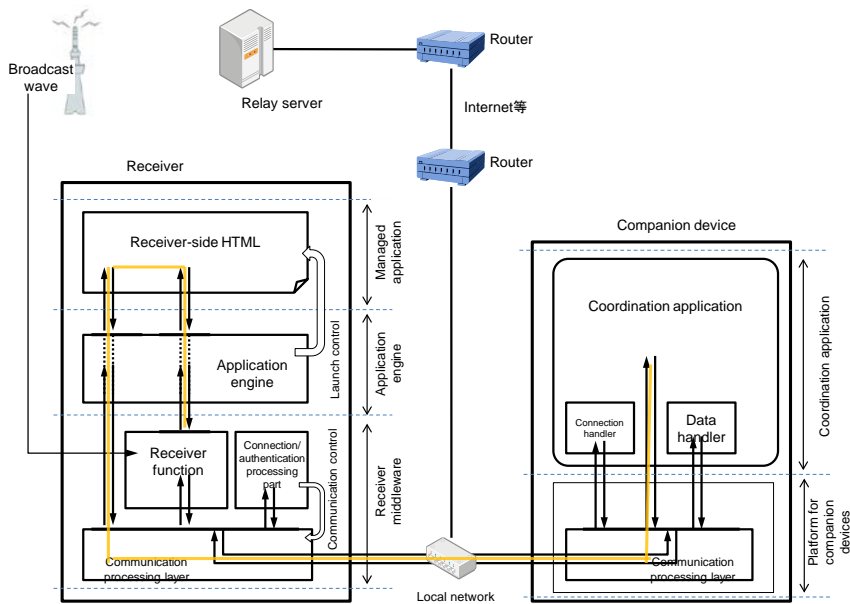 Broadcast
wave
Relay server
Router
Internet等
Router
Receiver
Receiver-side HTML
Managed
application
Application
engine
Launch control
Application
engine
Receiver
function
Connection/
authentication
processing
part
Communication control
Receiver
middleware
Communication
processing layer
Local network
Companion device
Coordination application
Connection
handler
Data
handler
Coordination application
Communication
processing layer
Platform for
companion
devices